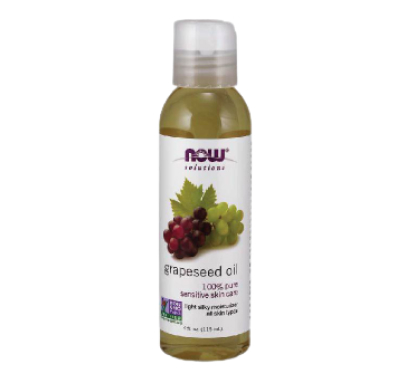 now®
solutions
grapeseed oil
100% pure
sensitive skin care
light silky moisturizer
all skin types